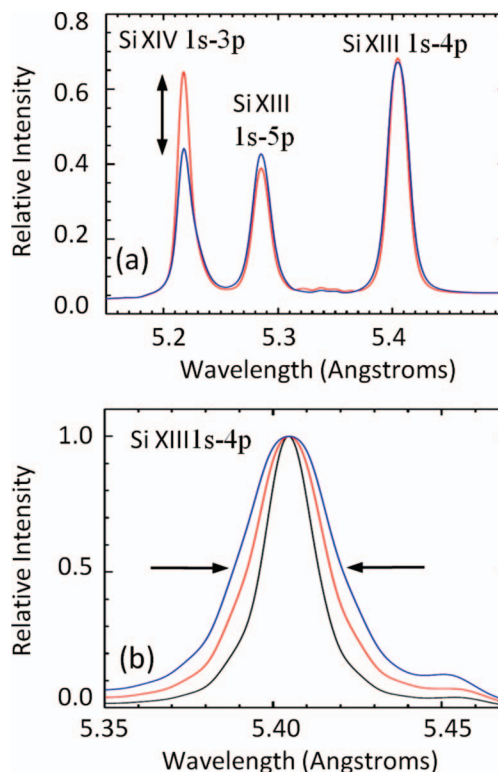 Si XIV 1s-3p
Si XIII 1s-4p
Si XIII
1s-5p
0.8
0.6
0.4
0.2
0.0
Relative Intensity
(a)
5.2 5.3 5.4
Wavelength (Angstroms)
Si XIII 1s-4p
1.0
0.5
0.0
Relative Intensity
(b)
5.35 5.40 5.45
Wavelength (Angstroms)